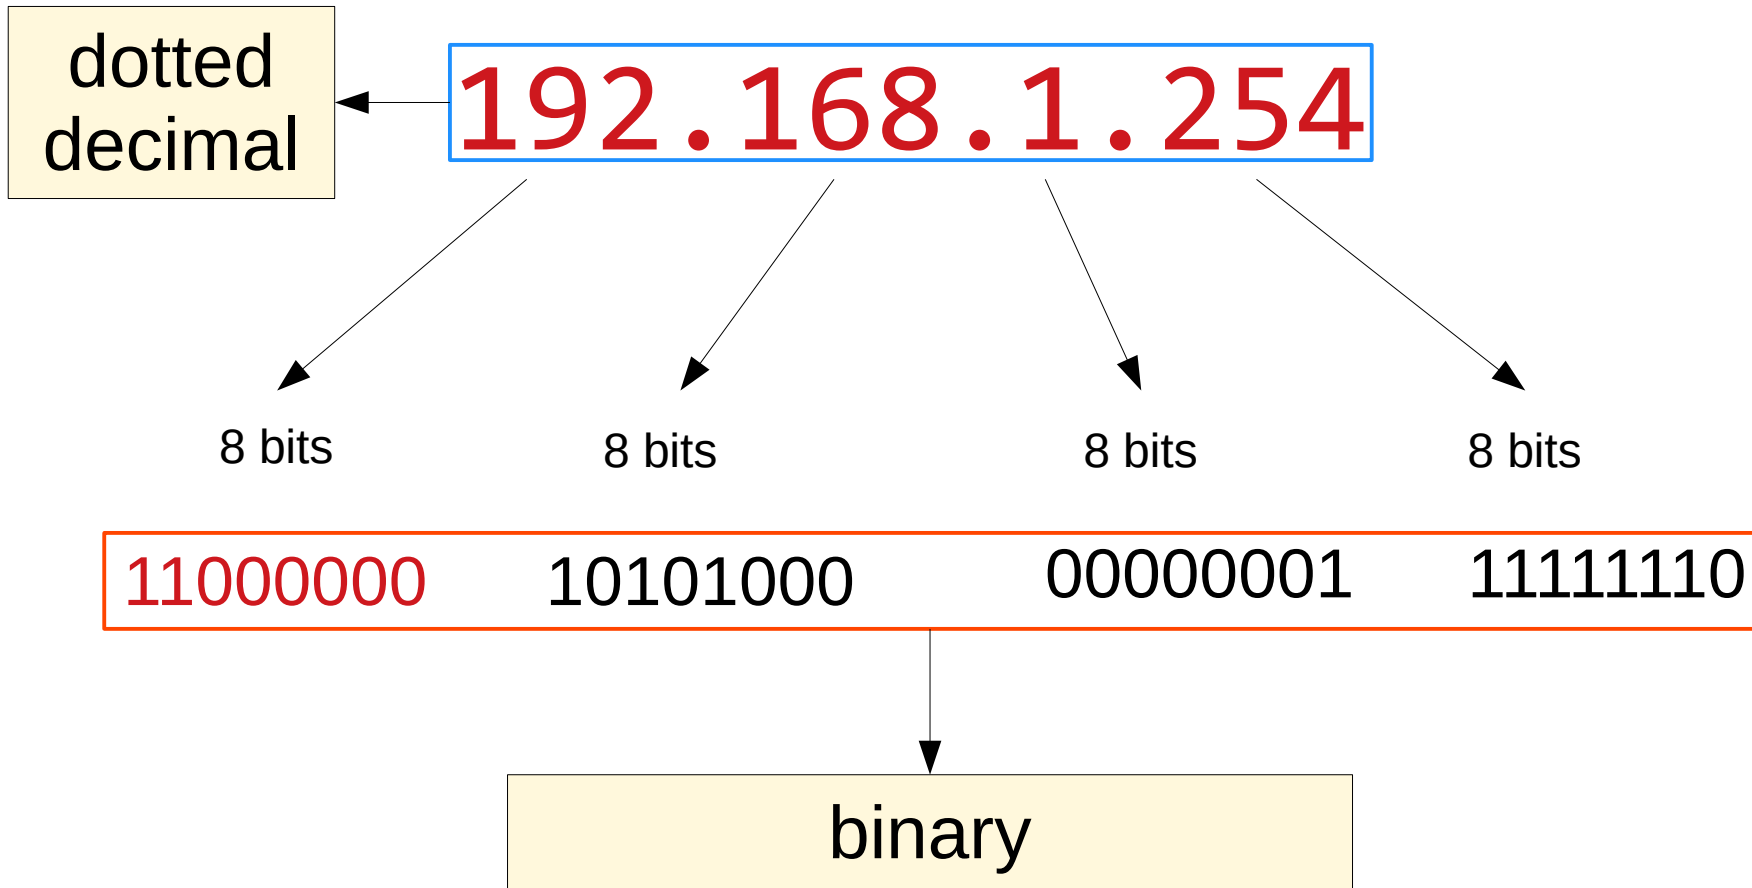 dotted
decimal
192.168.1.254
8 bits
8 bits
8 bits
8 bits
11000000 10101000 00000001 11111110
binary